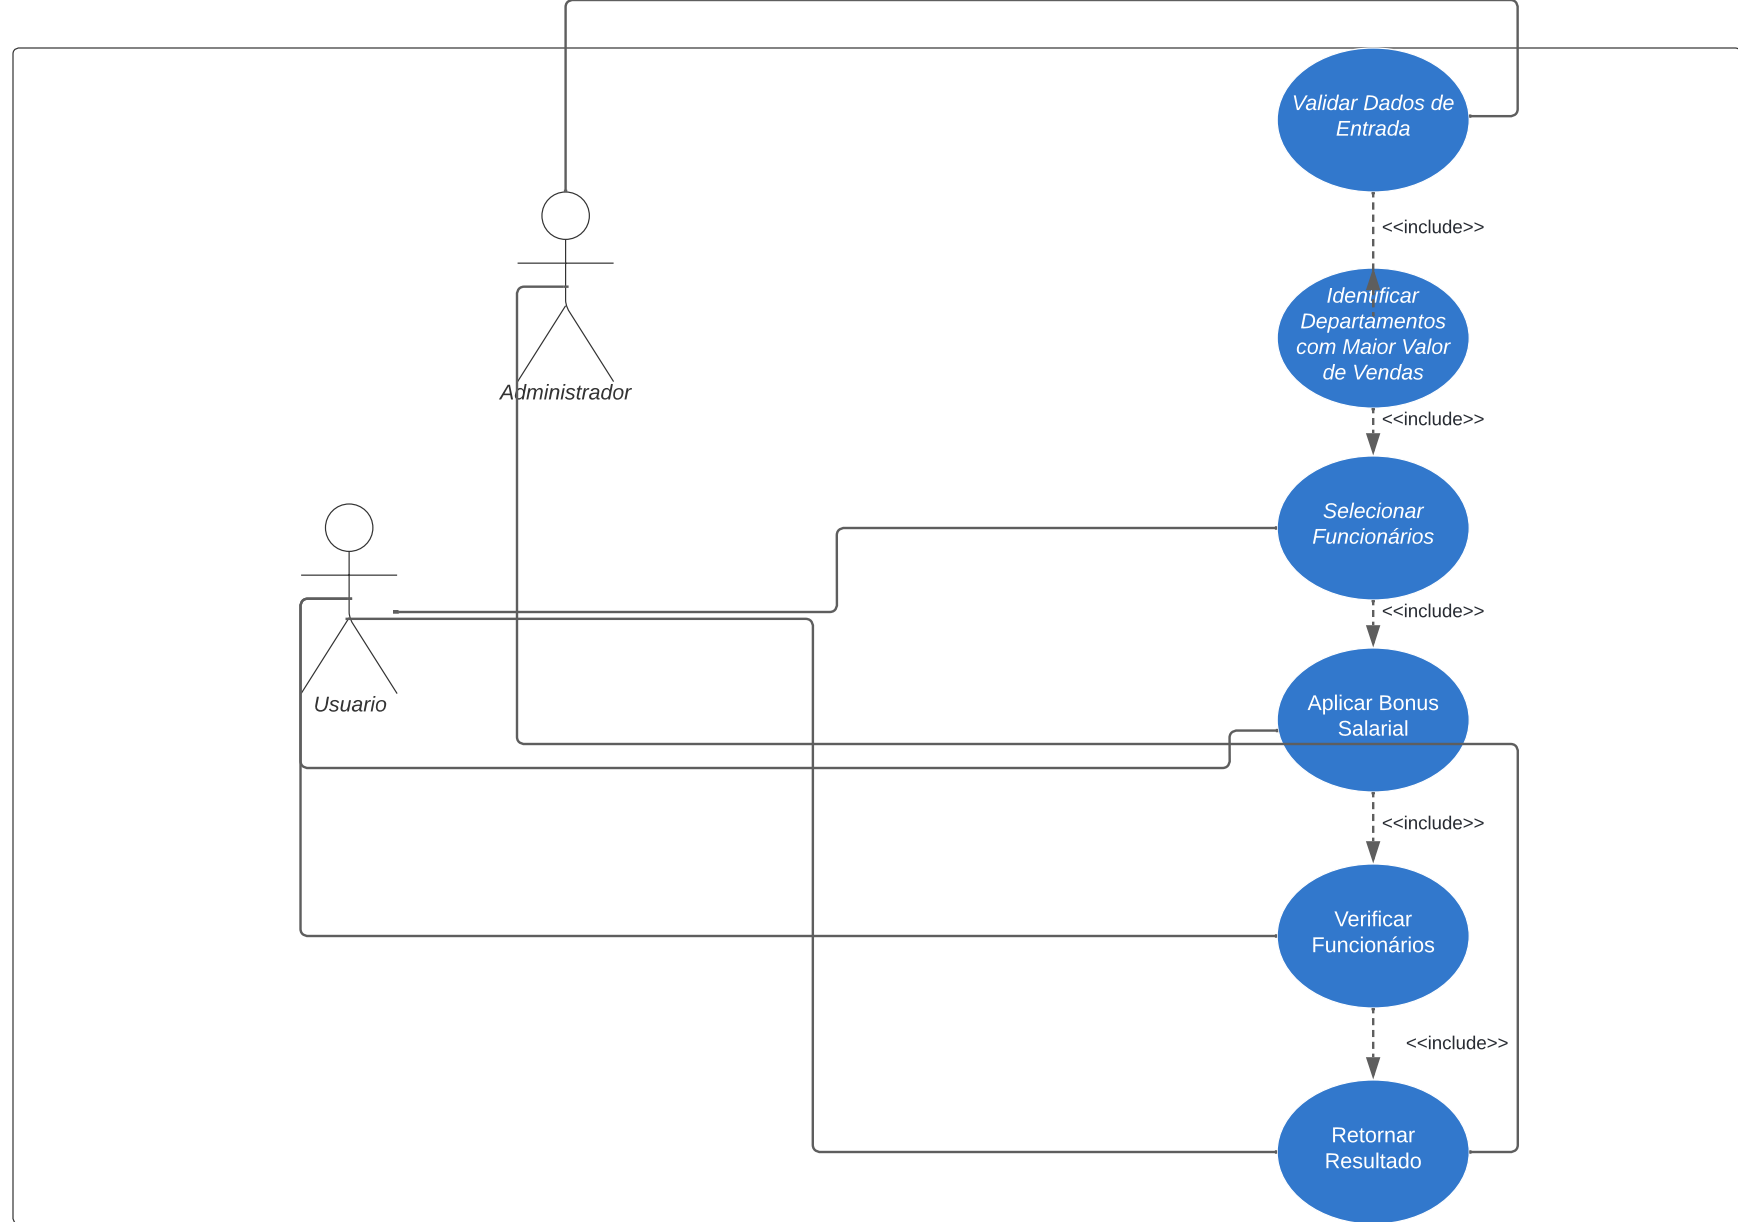 Validar Dados de
Entrada
<<include>>
Identificar
Departamentos
com Maior Valor
de Vendas
Administrador
<<include>>
Selecionar
Funcionários
<<include>>
Usuario
Aplicar Bonus
Salarial
<<include>>
Verificar
Funcionários
<<include>>
Retornar
Resultado